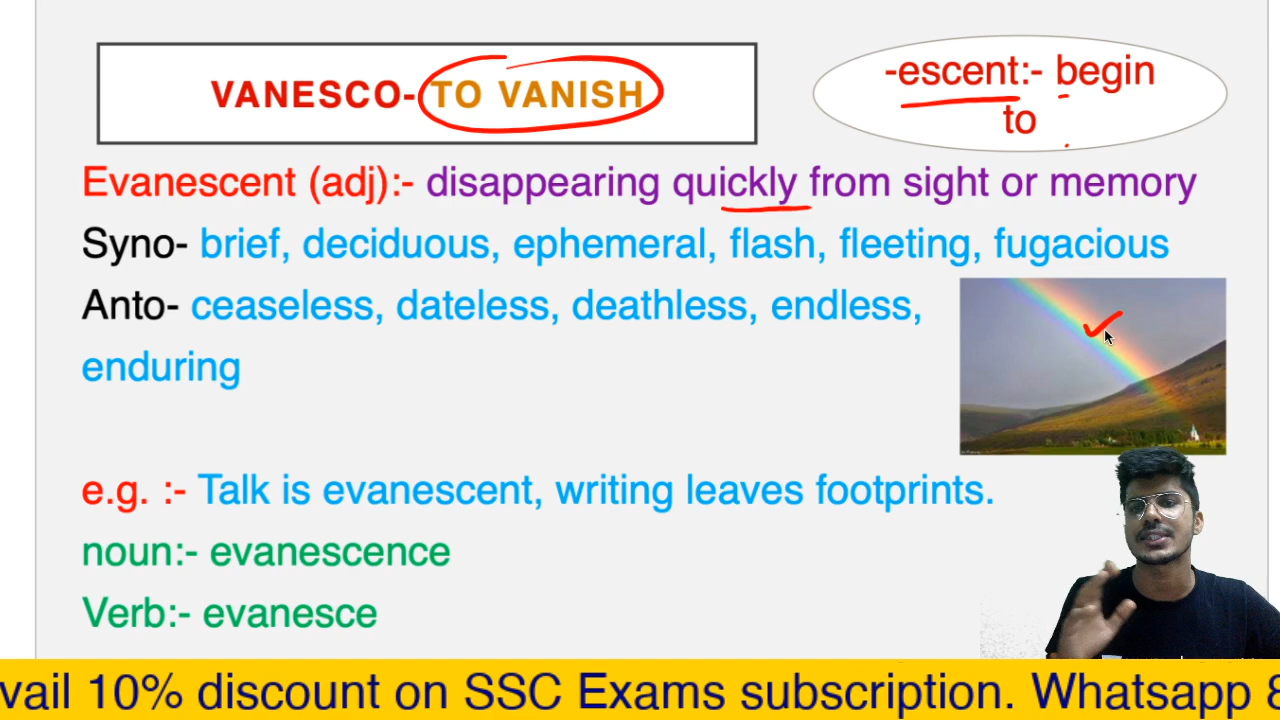 VANESCO- TO VANISH
-escent:- begin
to
Evanescent (adj):- disappearing quickly from sight or memory
Syno- brief, deciduous, ephemeral, flash, fleeting, fugacious
Anto- ceaseless, dateless, deathless, endless,
enduring
e.g. :- Talk is evanescent, writing leaves footprints.
noun:- evanescence
Verb:- evanesce
vail 10% discount on SSC Exams subscription. Whatsapp 8